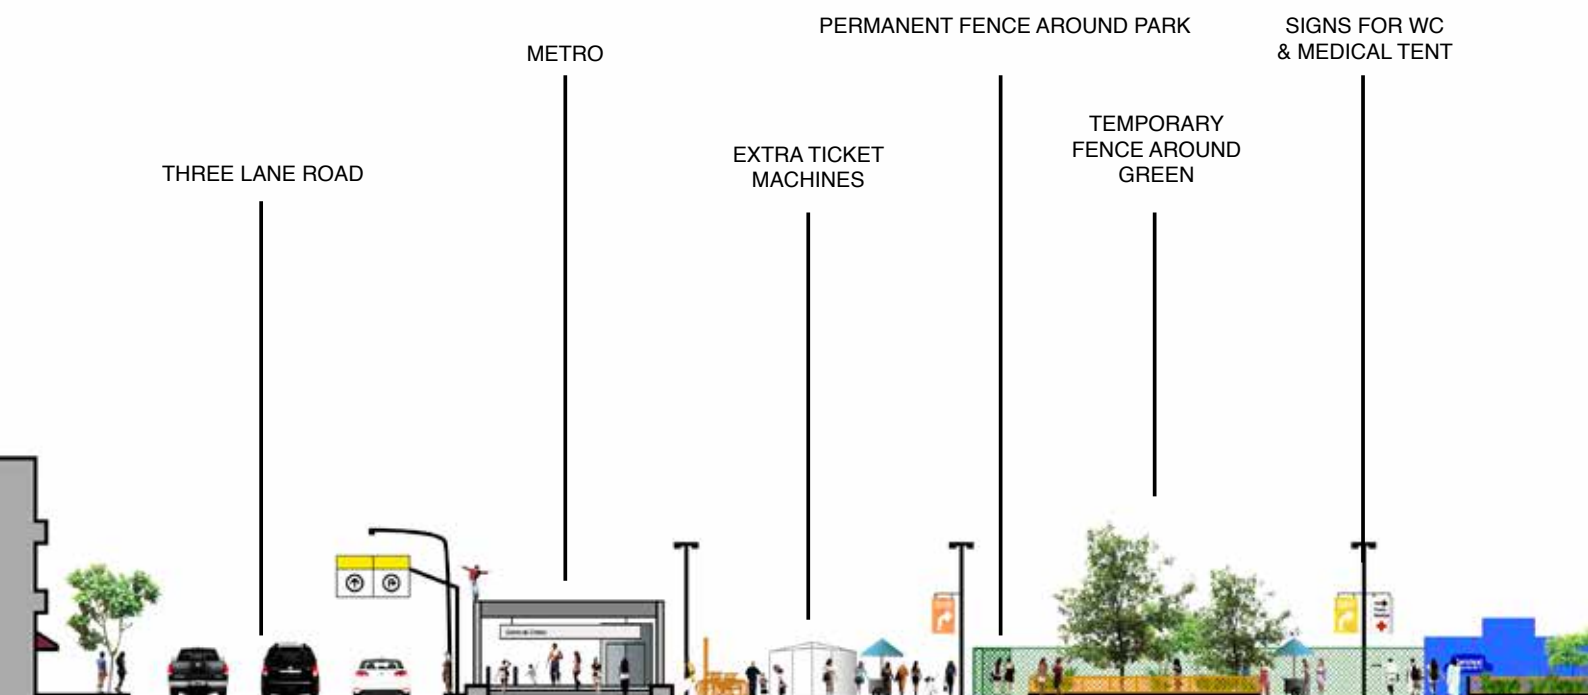 PERMANENT FENCE AROUND PARK
SIGNS FOR WC
& MEDICAL TENT
METRO
TEMPORARY
FENCE AROUND
GREEN
EXTRA TICKET
MACHINES
THREE LANE ROAD